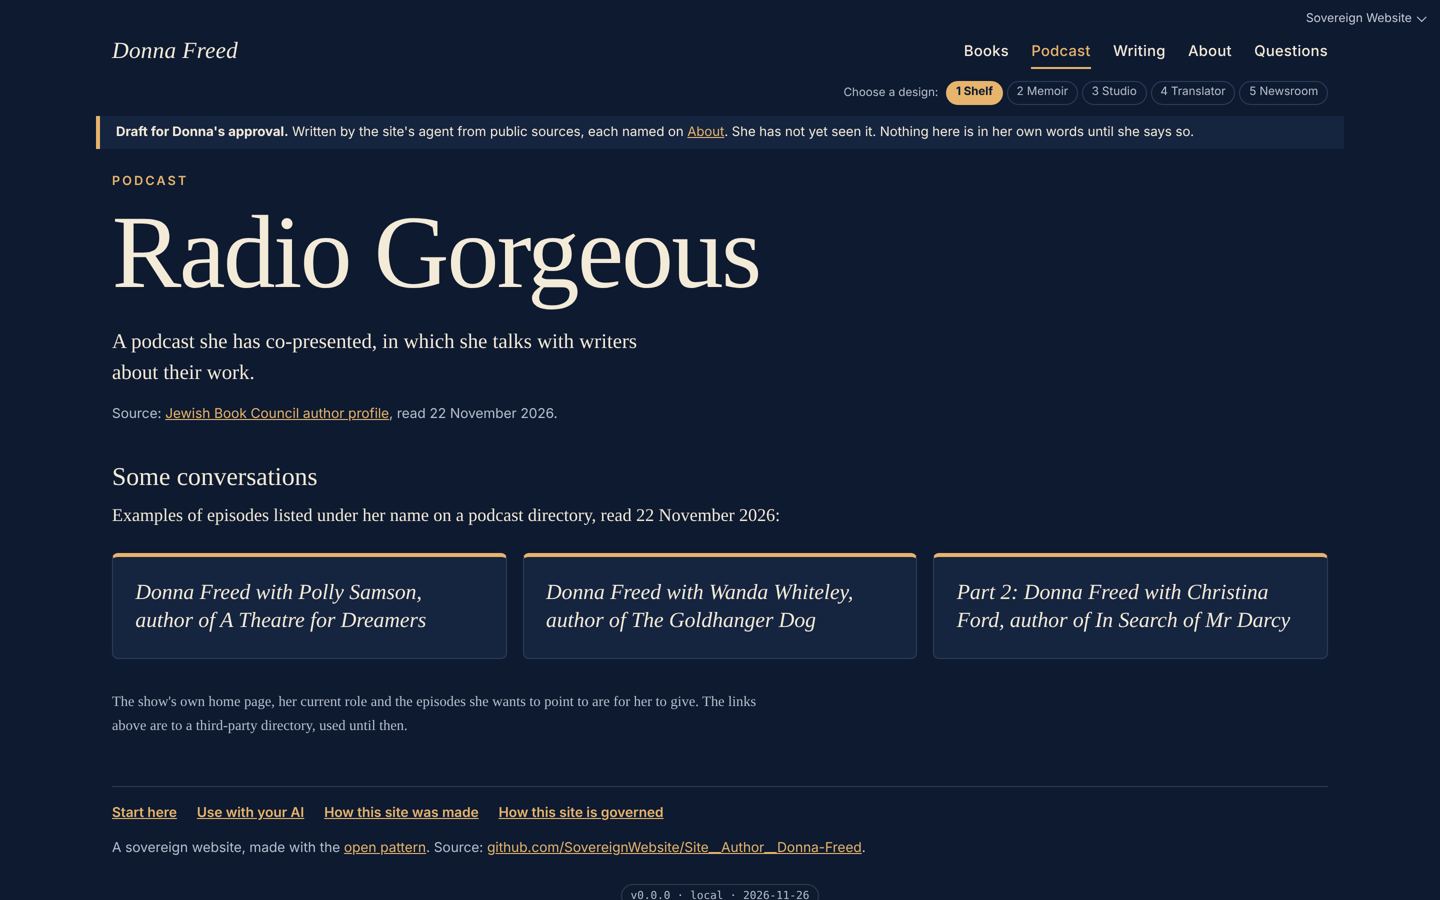 Sovereign Website
Donna Freed
Books Podcast Writing About Questions
Choose a design: 1 Shelf 2 Memoir 3 Studio 4 Translator 5 Newsroom
Draft for Donna's approval. Written by the site's agent from public sources, each named on About. She has not yet seen it. Nothing here is in her own words until she says so.
PODCAST
Radio Gorgeous
A podcast she has co-presented, in which she talks with writers
about their work.
Source: Jewish Book Council author profile, read 22 November 2026.
Some conversations
Examples of episodes listed under her name on a podcast directory, read 22 November 2026:
Donna Freed with Polly Samson,
author of A Theatre for Dreamers
Donna Freed with Wanda Whiteley,
author of The Goldhanger Dog
Part 2: Donna Freed with Christina
Ford, author of In Search of Mr Darcy
The show's own home page, her current role and the episodes she wants to point to are for her to give. The links
above are to a third-party directory, used until then.
Start here Use with your AI How this site was made How this site is governed
A sovereign website, made with the open pattern. Source: github.com/SovereignWebsite/Site__Author__Donna-Freed.
v0.0.0 · local · 2026-11-26